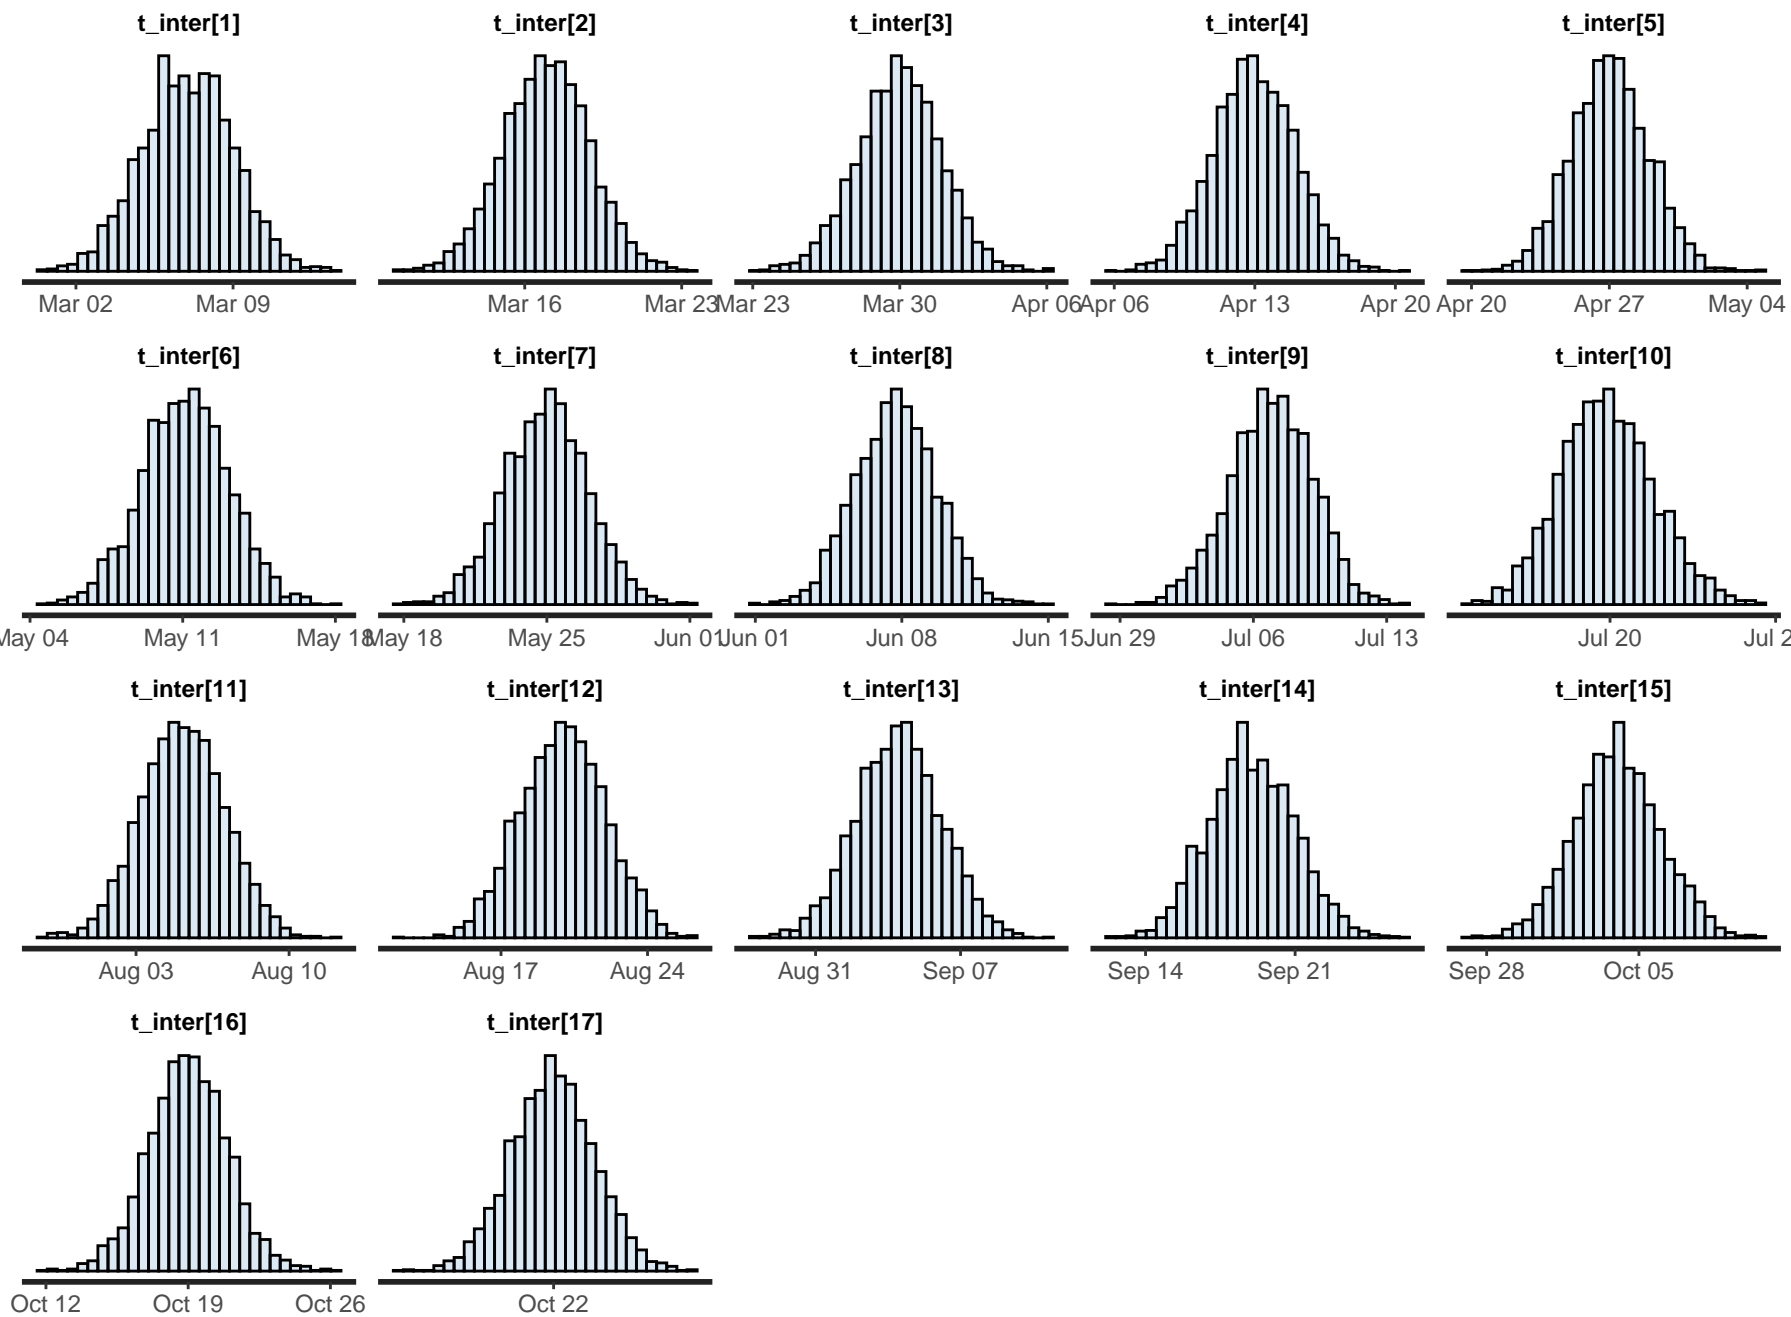 t_inter[1] t_inter[2] t_inter[3] t_inter[4] t_inter[5]
Mar 02 Mar 09 Mar 16 Mar 23 Mar 23 Mar 30 Apr 06 Apr 06 Apr 13 Apr 20 Apr 20 Apr 27 May 04
t_inter[6] t_inter[7] t_inter[8] t_inter[9] t_inter[10]
May 04 May 11 May 18 May 18 May 25 Jun 01 Jun 01 Jun 08 Jun 15 Jun 29 Jul 06 Jul 13 Jul 20 Jul 2
t_inter[11] t_inter[12] t_inter[13] t_inter[14] t_inter[15]
Aug 03 Aug 10 Aug 17 Aug 24 Aug 31 Sep 07 Sep 14 Sep 21 Sep 28 Oct 05
t_inter[16] t_inter[17]
Oct 12 Oct 19 Oct 26 Oct 22